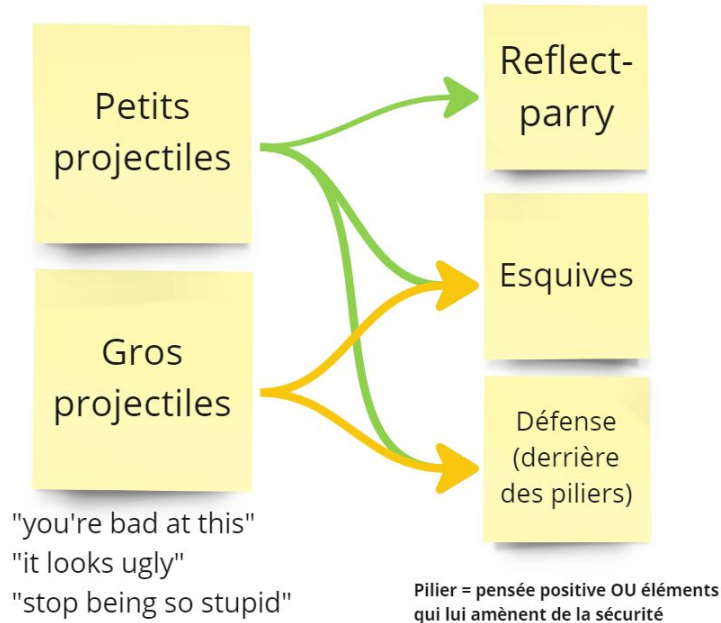 Petits
projectiles
Reflect-
parry
Esquives
Gros
projectiles
Défense
(derrière
des piliers)
"you're bad at this"
"it looks ugly"
"stop being so stupid"
Pilier = pensée positive OU éléments
qui lui amènent de la sécurité